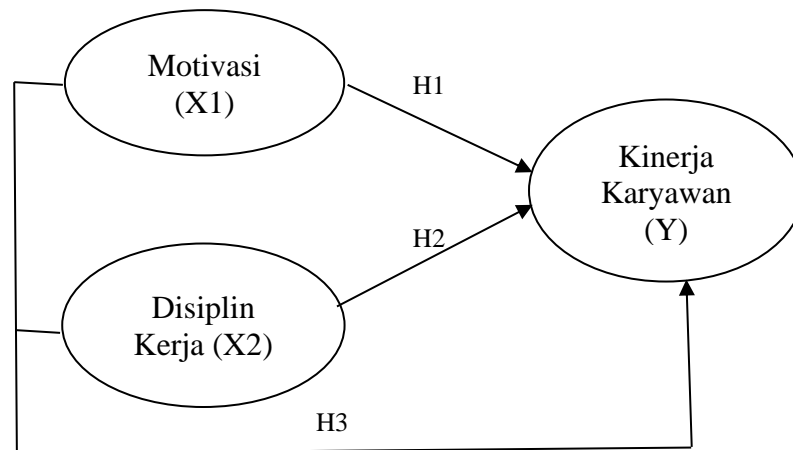 Motivasi
(X1)
H1
Kinerja
Karyawan
(Y)
H2
Disiplin
Kerja (X2)
H3